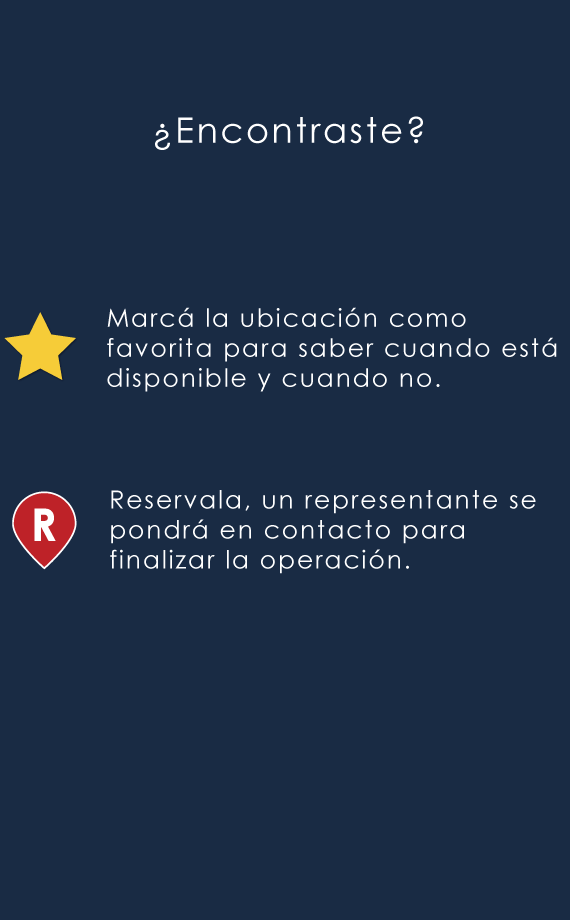 ¿Encontraste?
Marcá la ubicación como
favorita para saber cuando está
disponible y cuando no.
R
Reservala, un representante se
pondrá en contacto para
finalizar la operación.